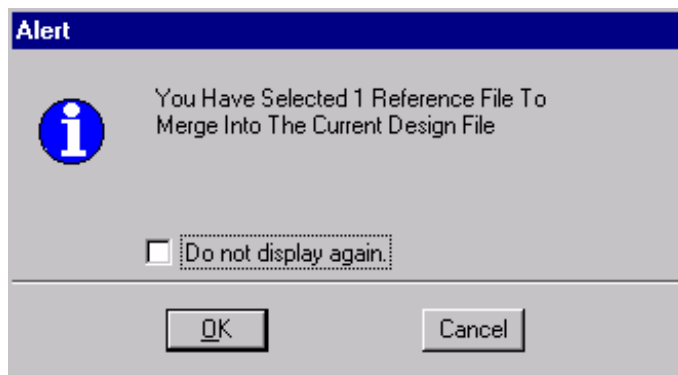 Alert
You Have Selected 1 Reference File To
Merge Into The Current Design File
Do not display again.
OK
Cancel